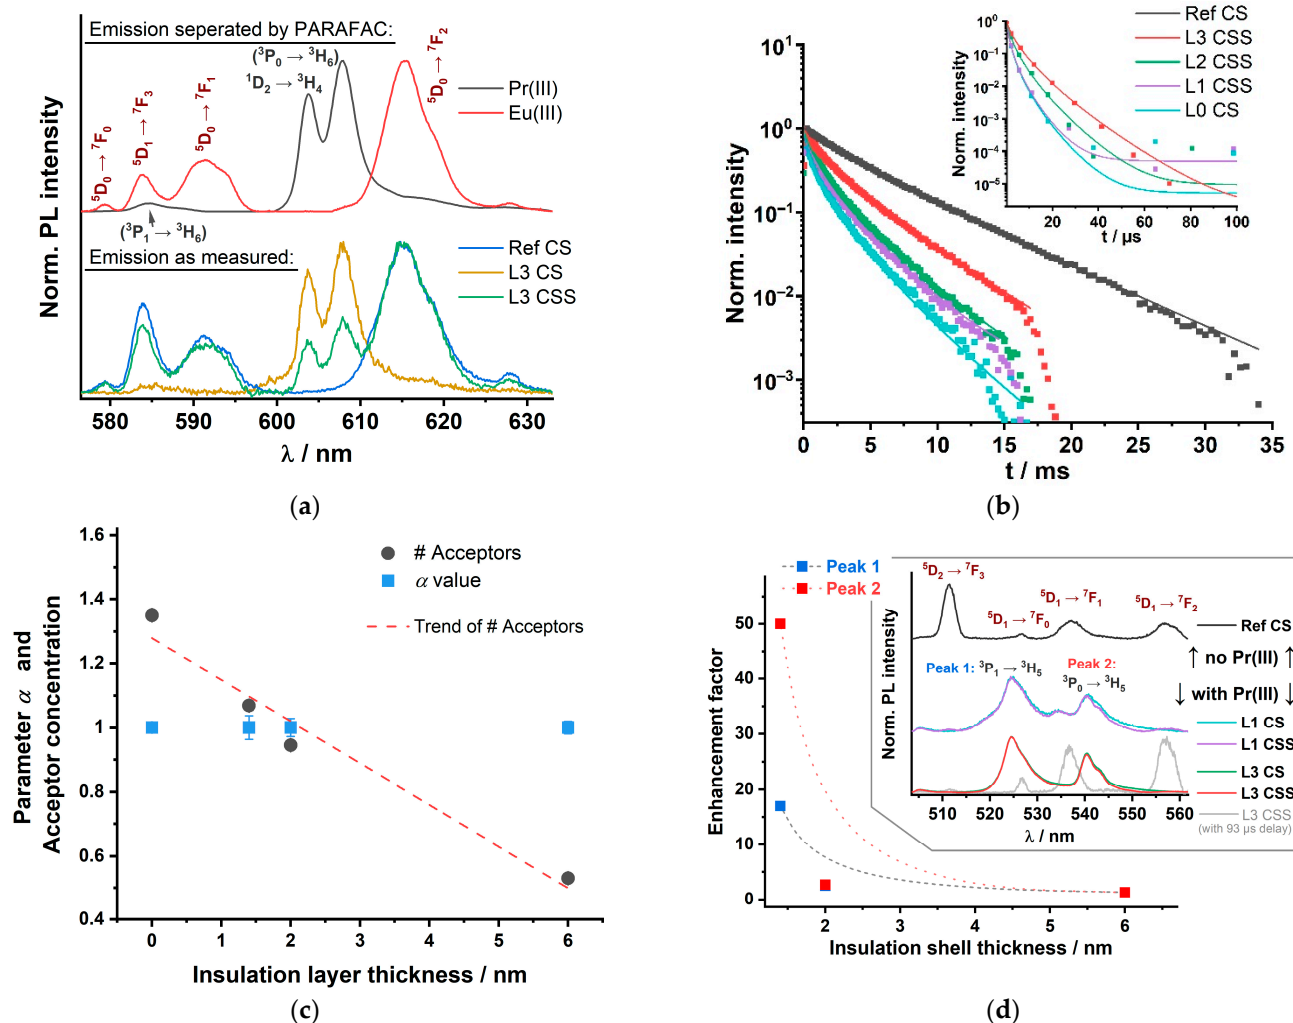 Emission seperated by PARAFAC:
(³P₀ → ³H₆)
¹D₂ → ³H₄
⁵D₀ → ⁷F₀
⁵D₁ → ⁷F₃
⁵D₀ → ⁷F₁
⁵D₀ → ⁷F₂
Pr(III)
Eu(III)
(³P₁ → ³H₆)
Emission as measured:
Ref CS
L3 CS
L3 CSS
Norm. PL intensity
580 590 600 610 620 630
λ / nm
(a)
Ref CS
L3 CSS
L2 CSS
L1 CSS
L0 CS
Norm. intensity
10¹
10⁰
10⁻¹
10⁻²
10⁻³
0 5 10 15 20 25 30 35
t / ms
Norm. intensity
10⁰
10⁻¹
10⁻²
10⁻³
10⁻⁴
10⁻⁵
20 40 60 80 100
t / µs
(b)
Parameter α and
Acceptor concentration
1.6
1.4
1.2
1.0
0.8
0.6
0.4
# Acceptors
α value
Trend of # Acceptors
0 1 2 3 4 5 6
Insulation layer thickness / nm
(c)
Peak 1
Peak 2
Enhancement factor
50
40
30
20
10
0
2 3 4 5 6
Insulation shell thickness / nm
⁵D₂ → ⁷F₃
⁵D₁ → ⁷F₀
⁵D₁ → ⁷F₁
⁵D₁ → ⁷F₂
Ref CS
↑ no Pr(III) ↑
↓ with Pr(III) ↓
Peak 1: ³P₁ → ³H₅
Peak 2:
³P₀ → ³H₅
L1 CS
L1 CSS
L3 CS
L3 CSS
L3 CSS
(with 93 µs delay)
Norm. PL intensity
510 520 530 540 550 560
λ / nm
(d)